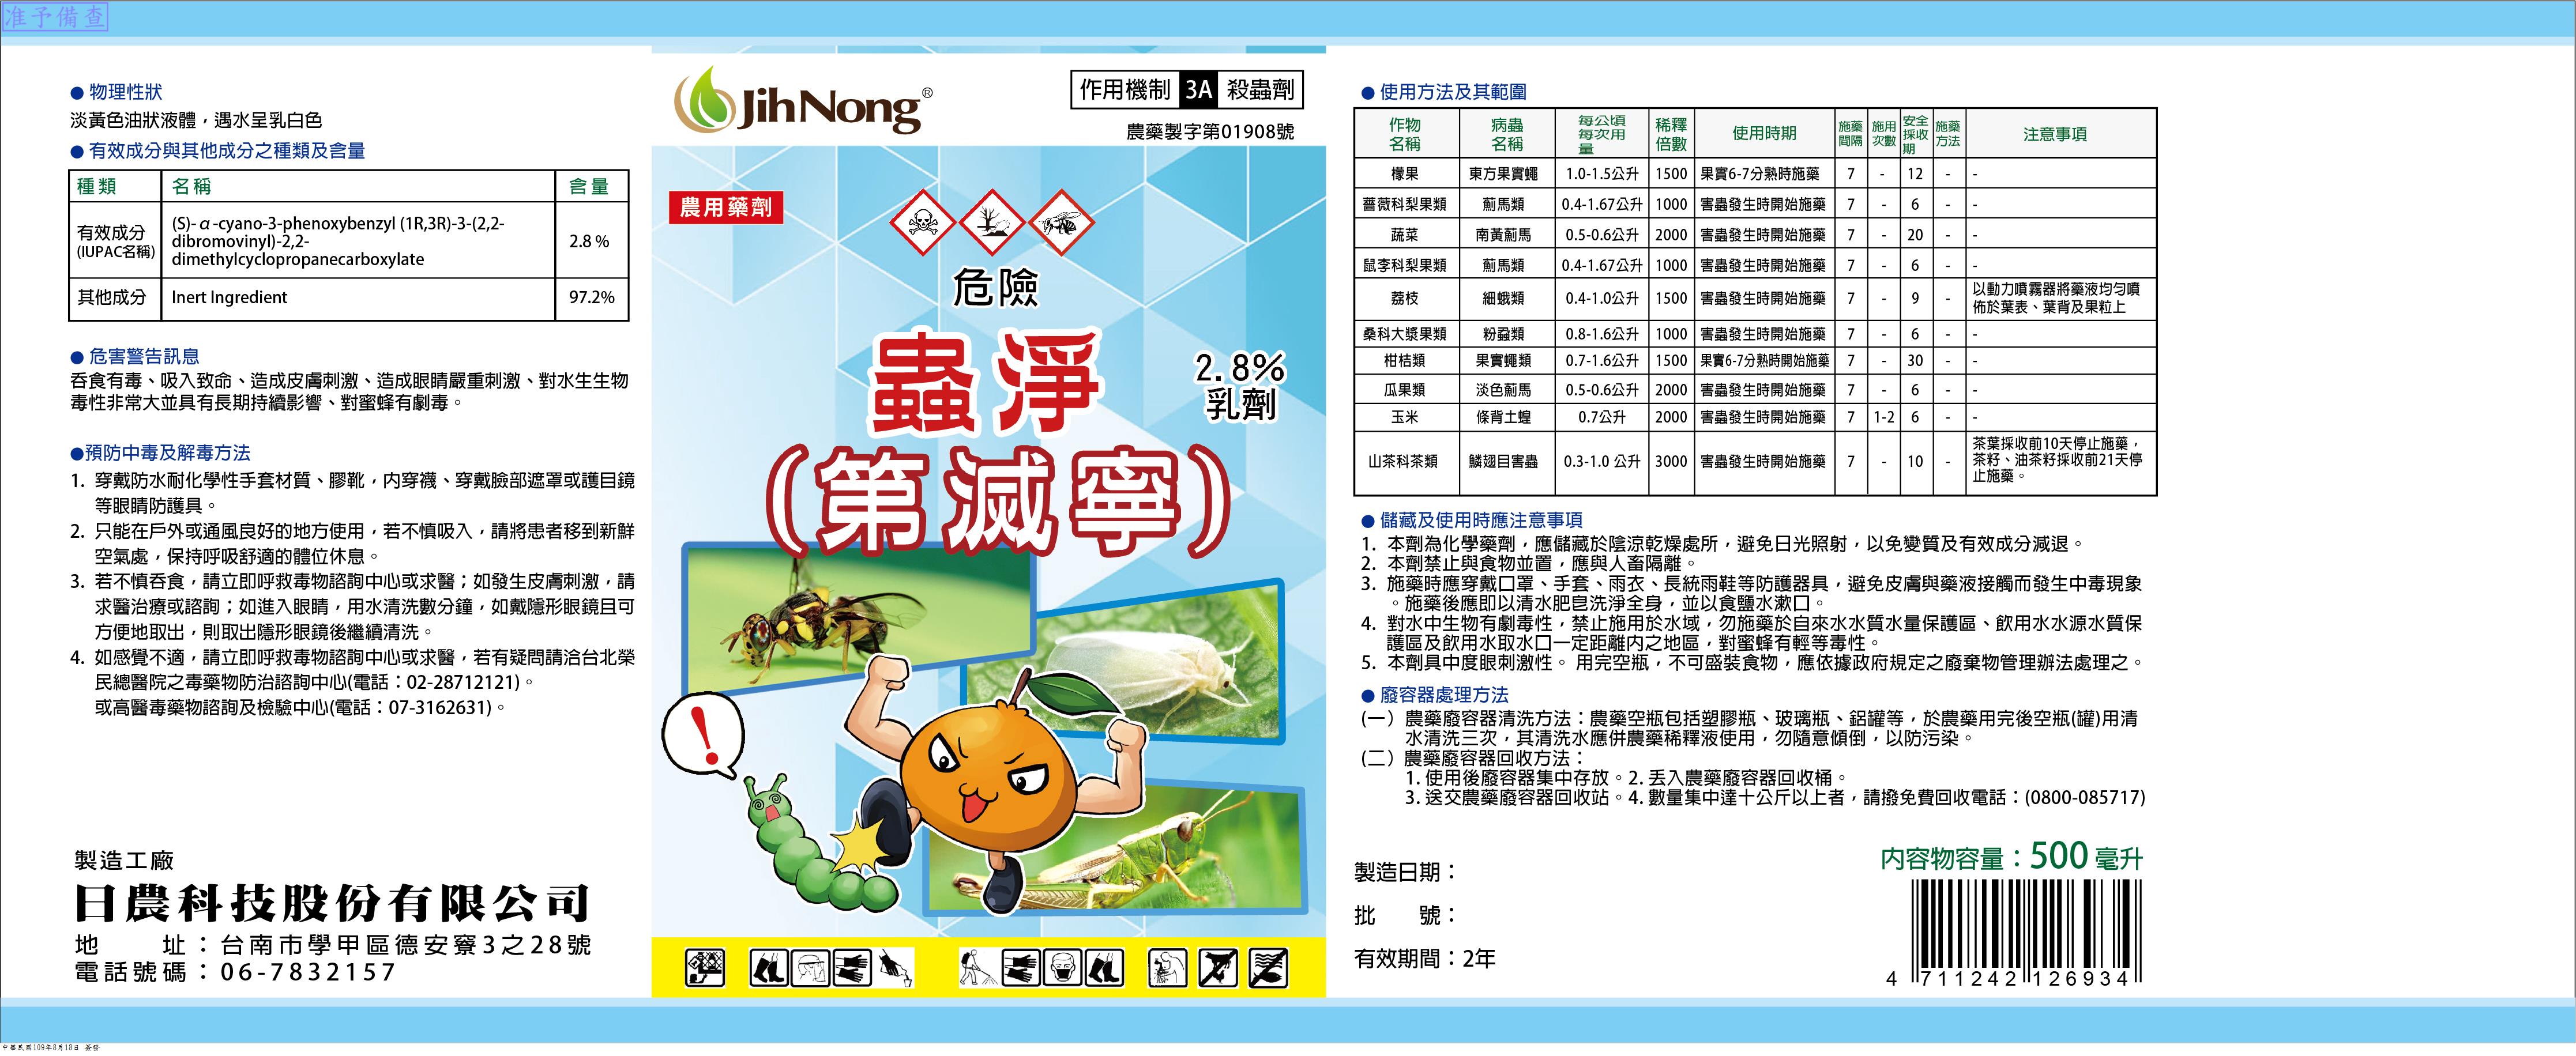 准予備查
● 物理性狀
淡黃色油狀液體，遇水呈乳白色
● 有效成分與其他成分之種類及含量
種類 名稱 含量
有效成分
(IUPAC名稱)
(S)-α-cyano-3-phenoxybenzyl (1R,3R)-3-(2,2-
dibromovinyl)-2,2-
dimethylcyclopropanecarboxylate
2.8 %
其他成分 Inert Ingredient 97.2%
● 危害警告訊息
吞食有毒、吸入致命、造成皮膚刺激、造成眼睛嚴重刺激、對水生生物
毒性非常大並具有長期持續影響、對蜜蜂有劇毒。
●預防中毒及解毒方法
1. 穿戴防水耐化學性手套材質、膠靴，內穿襪、穿戴臉部遮罩或護目鏡
等眼睛防護具。
2. 只能在戶外或通風良好的地方使用，若不慎吸入，請將患者移到新鮮
空氣處，保持呼吸舒適的體位休息。
3. 若不慎吞食，請立即呼救毒物諮詢中心或求醫；如發生皮膚刺激，請
求醫治療或諮詢；如進入眼睛，用水清洗數分鐘，如戴隱形眼鏡且可
方便地取出，則取出隱形眼鏡後繼續清洗。
4. 如感覺不適，請立即呼救毒物諮詢中心或求醫，若有疑問請洽台北榮
民總醫院之毒藥物防治諮詢中心(電話：02-28712121)。
或高醫毒藥物諮詢及檢驗中心(電話：07-3162631)。
製造工廠
日農科技股份有限公司
地　　址：台南市學甲區德安寮3之28號
電話號碼：06-7832157
JihNong®
作用機制 3A 殺蟲劑
農藥製字第01908號
農用藥劑
危險
蟲淨
2.8%
乳劑
(第滅寧)
!
● 使用方法及其範圍
作物名稱 病蟲名稱 每公頃每次用量 稀釋倍數 使用時期 施藥間隔 施用次數 安全採收期 施藥方法 注意事項
檬果 東方果實蠅 1.0-1.5公升 1500 果實6-7分熟時施藥 7 - 12 - -
薔薇科梨果類 薊馬類 0.4-1.67公升 1000 害蟲發生時開始施藥 7 - 6 - -
蔬菜 南黃薊馬 0.5-0.6公升 2000 害蟲發生時開始施藥 7 - 20 - -
鼠李科梨果類 薊馬類 0.4-1.67公升 1000 害蟲發生時開始施藥 7 - 6 - -
荔枝 細蛾類 0.4-1.0公升 1500 害蟲發生時開始施藥 7 - 9 - 以動力噴霧器將藥液均勻噴
佈於葉表、葉背及果粒上
桑科大漿果類 粉蝨類 0.8-1.6公升 1000 害蟲發生時開始施藥 7 - 6 - -
柑桔類 果實蠅類 0.7-1.6公升 1500 果實6-7分熟時開始施藥 7 - 30 - -
瓜果類 淡色薊馬 0.5-0.6公升 2000 害蟲發生時開始施藥 7 - 6 - -
玉米 條背土蝗 0.7公升 2000 害蟲發生時開始施藥 7 1-2 6 - -
山茶科茶類 鱗翅目害蟲 0.3-1.0 公升 3000 害蟲發生時開始施藥 7 - 10 - 茶葉採收前10天停止施藥，
茶籽、油茶籽採收前21天停
止施藥。
● 儲藏及使用時應注意事項
1. 本劑為化學藥劑，應儲藏於陰涼乾燥處所，避免日光照射，以免變質及有效成分減退。
2. 本劑禁止與食物並置，應與人畜隔離。
3. 施藥時應穿戴口罩、手套、雨衣、長統雨鞋等防護器具，避免皮膚與藥液接觸而發生中毒現象
。施藥後應即以清水肥皂洗淨全身，並以食鹽水漱口。
4. 對水中生物有劇毒性，禁止施用於水域，勿施藥於自來水水質水量保護區、飲用水水源水質保
護區及飲用水取水口一定距離內之地區，對蜜蜂有輕等毒性。
5. 本劑具中度眼刺激性。 用完空瓶，不可盛裝食物，應依據政府規定之廢棄物管理辦法處理之。
● 廢容器處理方法
(一) 農藥廢容器清洗方法：農藥空瓶包括塑膠瓶、玻璃瓶、鋁罐等，於農藥用完後空瓶(罐)用清
水清洗三次，其清洗水應併農藥稀釋液使用，勿隨意傾倒，以防污染。
(二) 農藥廢容器回收方法：
1. 使用後廢容器集中存放。2. 丟入農藥廢容器回收桶。
3. 送交農藥廢容器回收站。4. 數量集中達十公斤以上者，請撥免費回收電話：(0800-085717)
製造日期：
批　　號：
有效期間：2年
內容物容量：500 毫升
4 711242 126934
中華民國109年8月18日 簽發